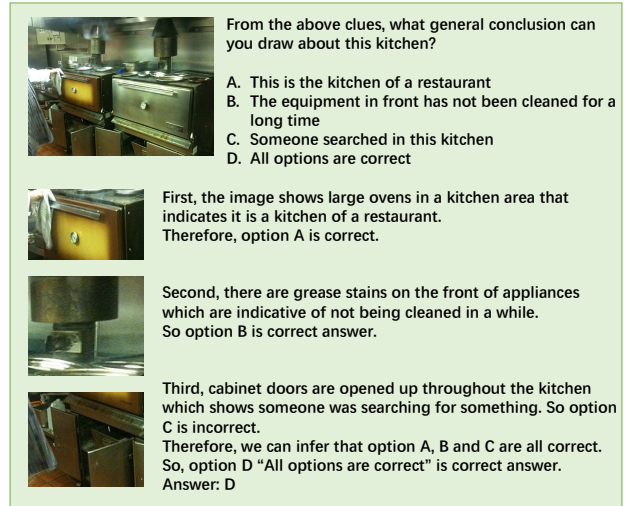 From the above clues, what general conclusion can
you draw about this kitchen?
A. This is the kitchen of a restaurant
B. The equipment in front has not been cleaned for a
long time
C. Someone searched in this kitchen
D. All options are correct
First, the image shows large ovens in a kitchen area that
indicates it is a kitchen of a restaurant.
Therefore, option A is correct.
Second, there are grease stains on the front of appliances
which are indicative of not being cleaned in a while.
So option B is correct answer.
Third, cabinet doors are opened up throughout the kitchen
which shows someone was searching for something. So option
C is incorrect.
Therefore, we can infer that option A, B and C are all correct.
So, option D “All options are correct” is correct answer.
Answer: D